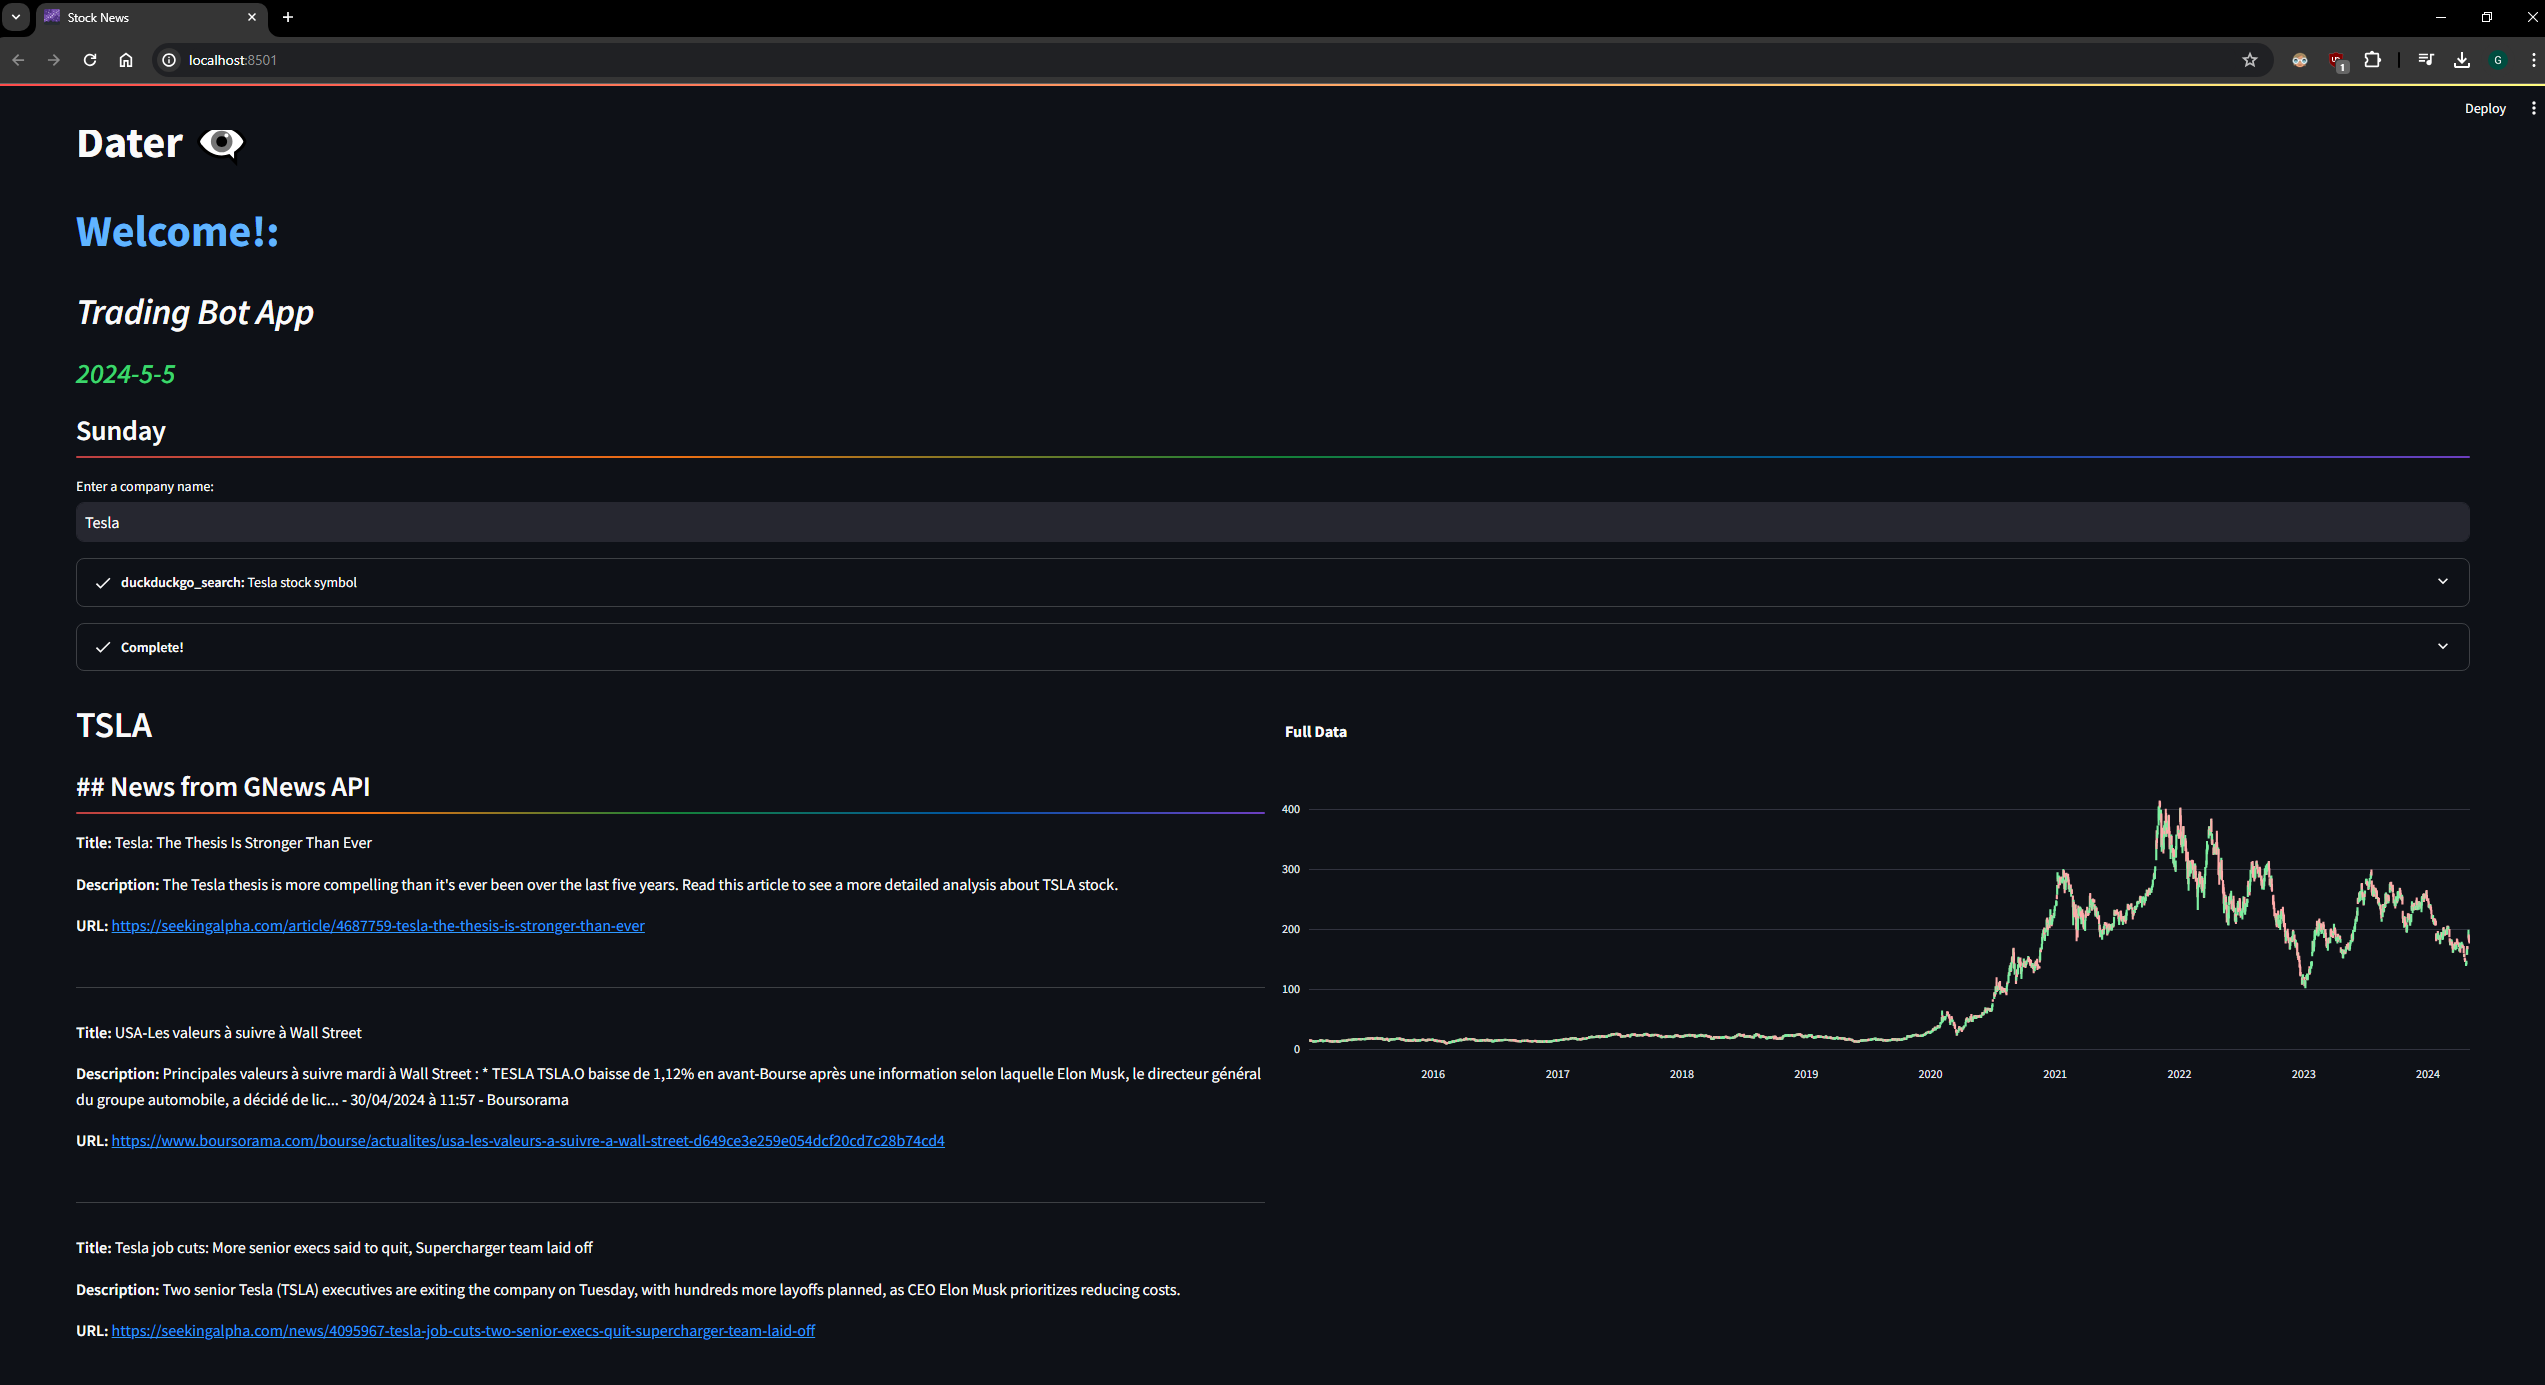 Stock News
localhost:8501
1
G
Deploy
Dater
Welcome!:
Trading Bot App
2024-5-5
Sunday
Enter a company name:
Tesla
duckduckgo_search: Tesla stock symbol
Complete!
TSLA
## News from GNews API
Title: Tesla: The Thesis Is Stronger Than Ever
Description: The Tesla thesis is more compelling than it's ever been over the last five years. Read this article to see a more detailed analysis about TSLA stock.
URL: https://seekingalpha.com/article/4687759-tesla-the-thesis-is-stronger-than-ever
Title: USA-Les valeurs à suivre à Wall Street
Description: Principales valeurs à suivre mardi à Wall Street : * TESLA TSLA.O baisse de 1,12% en avant-Bourse après une information selon laquelle Elon Musk, le directeur général
du groupe automobile, a décidé de lic... - 30/04/2024 à 11:57 - Boursorama
URL: https://www.boursorama.com/bourse/actualites/usa-les-valeurs-a-suivre-a-wall-street-d649ce3e259e054dcf20cd7c28b74cd4
Title: Tesla job cuts: More senior execs said to quit, Supercharger team laid off
Description: Two senior Tesla (TSLA) executives are exiting the company on Tuesday, with hundreds more layoffs planned, as CEO Elon Musk prioritizes reducing costs.
URL: https://seekingalpha.com/news/4095967-tesla-job-cuts-two-senior-execs-quit-supercharger-team-laid-off
Full Data
400
300
200
100
0
2016 2017 2018 2019 2020 2021 2022 2023 2024